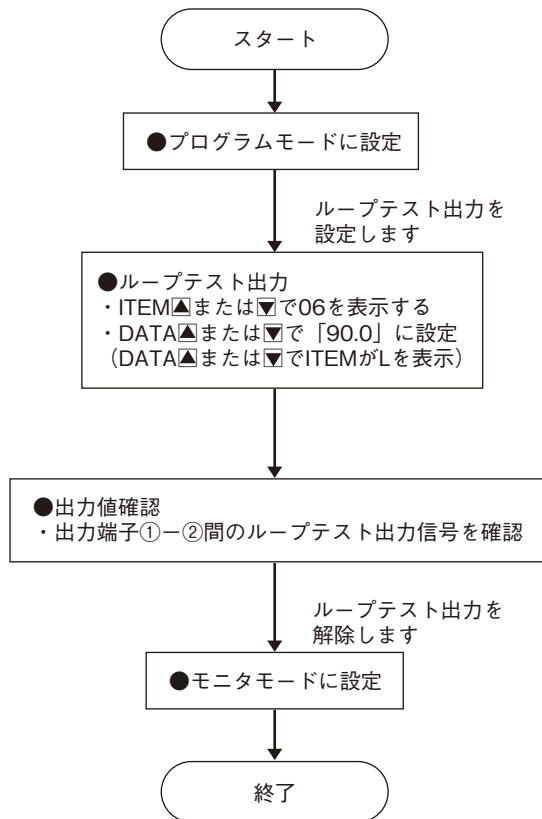 スタート
●プログラムモードに設定
ループテスト出力を
設定します
●ループテスト出力
・ITEM▲または▼で06を表示する
・DATA▲または▼で「90.0」に設定
（DATA▲または▼でITEMがLを表示）
●出力値確認
・出力端子①－②間のループテスト出力信号を確認
ループテスト出力を
解除します
●モニタモードに設定
終了